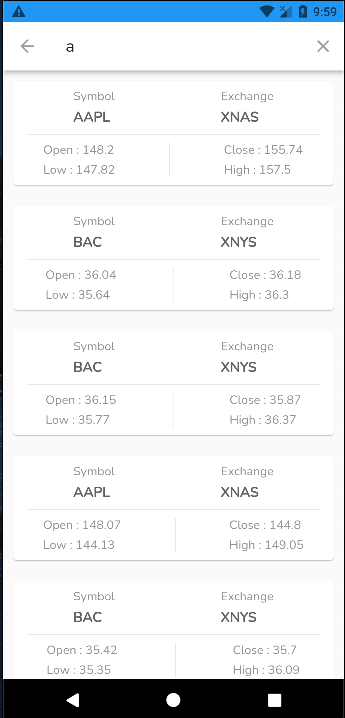 9:59
a
Symbol Exchange
AAPL XNAS
Open : 148.2 Close : 155.74
Low : 147.82 High : 157.5
Symbol Exchange
BAC XNYS
Open : 36.04 Close : 36.18
Low : 35.64 High : 36.3
Symbol Exchange
BAC XNYS
Open : 36.15 Close : 35.87
Low : 35.77 High : 36.37
Symbol Exchange
AAPL XNAS
Open : 148.07 Close : 144.8
Low : 144.13 High : 149.05
Symbol Exchange
BAC XNYS
Open : 35.42 Close : 35.7
Low : 35.35 High : 36.09